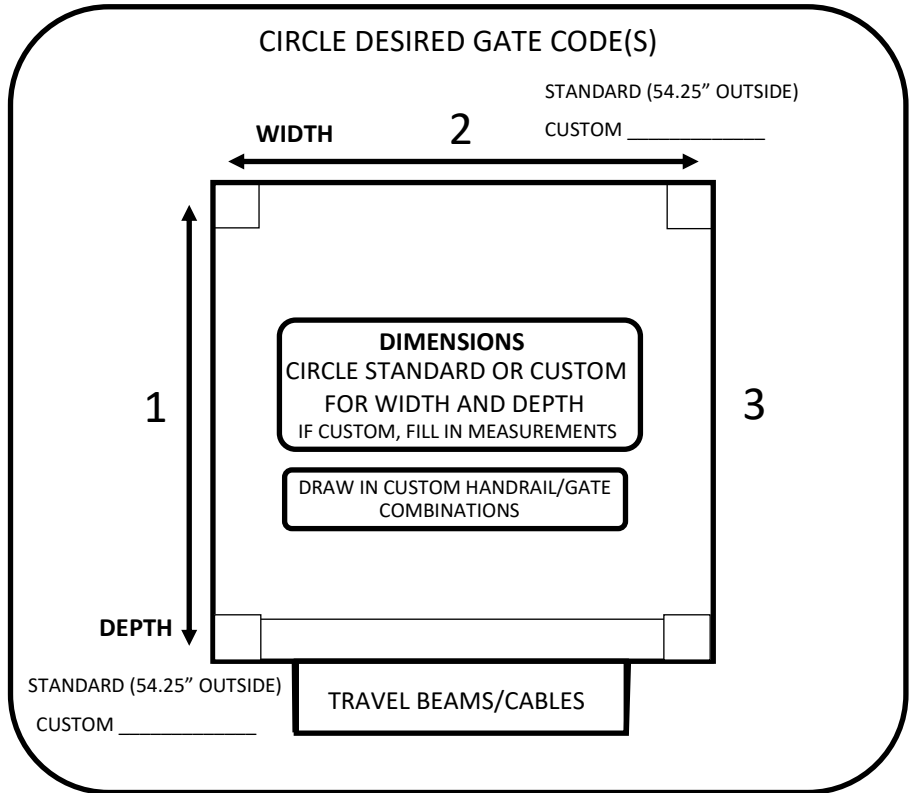 CIRCLE DESIRED GATE CODE(S)
STANDARD (54.25” OUTSIDE)
CUSTOM _____________
WIDTH
2
1
DIMENSIONS
CIRCLE STANDARD OR CUSTOM
FOR WIDTH AND DEPTH
IF CUSTOM, FILL IN MEASUREMENTS
3
DRAW IN CUSTOM HANDRAIL/GATE
COMBINATIONS
DEPTH
STANDARD (54.25” OUTSIDE)
CUSTOM _____________
TRAVEL BEAMS/CABLES